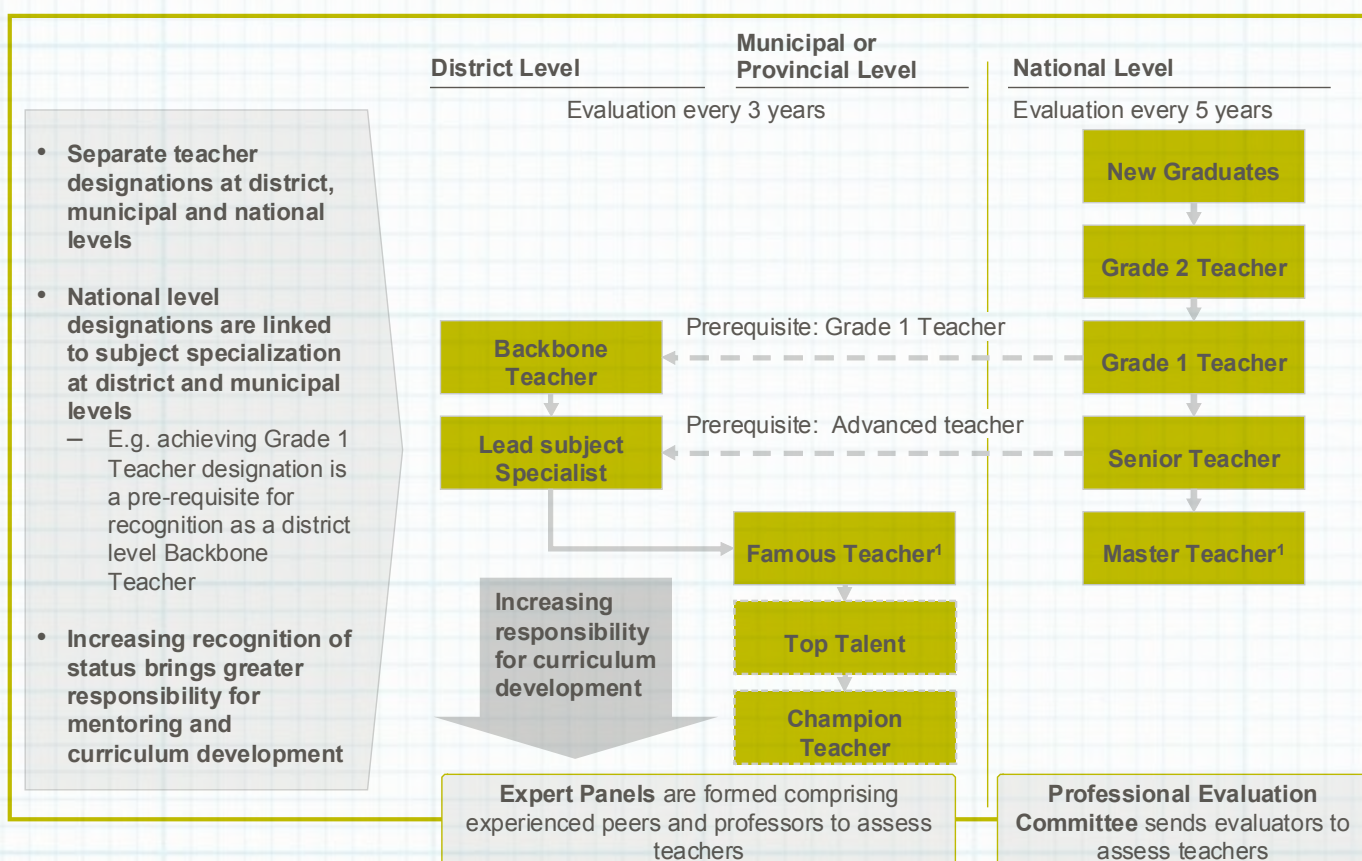 District Level
Municipal or
Provincial Level
National Level
Evaluation every 3 years
Evaluation every 5 years
• Separate teacher
designations at district,
municipal and national
levels
• National level
designations are linked
to subject specialization
at district and municipal
levels
– E.g. achieving Grade 1
Teacher designation is
a pre-requisite for
recognition as a district
level Backbone
Teacher
• Increasing recognition of
status brings greater
responsibility for
mentoring and
curriculum development
New Graduates
Grade 2 Teacher
Prerequisite: Grade 1 Teacher
Backbone
Teacher
Grade 1 Teacher
Prerequisite: Advanced teacher
Lead subject
Specialist
Senior Teacher
Famous Teacher¹
Master Teacher¹
Increasing
responsibility
for curriculum
development
Top Talent
Champion
Teacher
Expert Panels are formed comprising
experienced peers and professors to assess
teachers
Professional Evaluation
Committee sends evaluators to
assess teachers